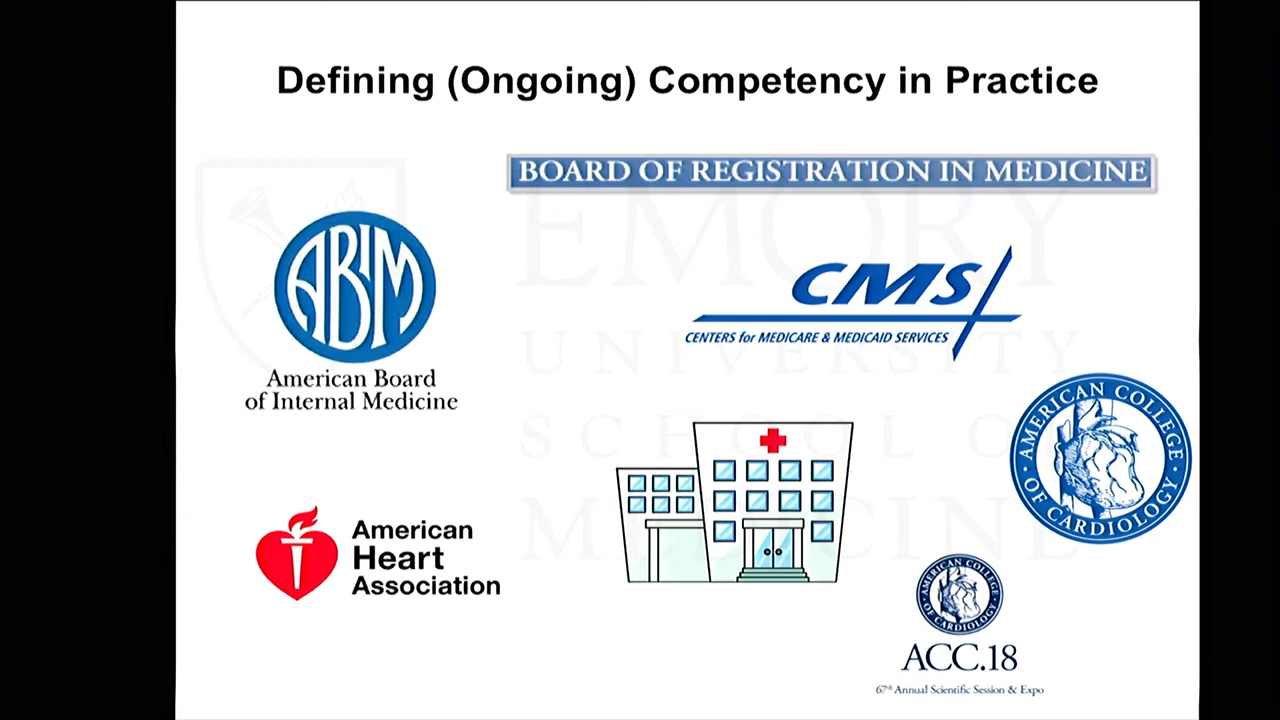 Defining (Ongoing) Competency in Practice
BOARD OF REGISTRATION IN MEDICINE
EMORY
UNIVERSITY
SCHOOL OF
MEDICINE
ABIM
American Board
of Internal Medicine
CMS
CENTERS for MEDICARE & MEDICAID SERVICES
AMERICAN COLLEGE
OF CARDIOLOGY
American
Heart
Association
AMERICAN COLLEGE
OF CARDIOLOGY
ACC.18
67th Annual Scientific Session & Expo